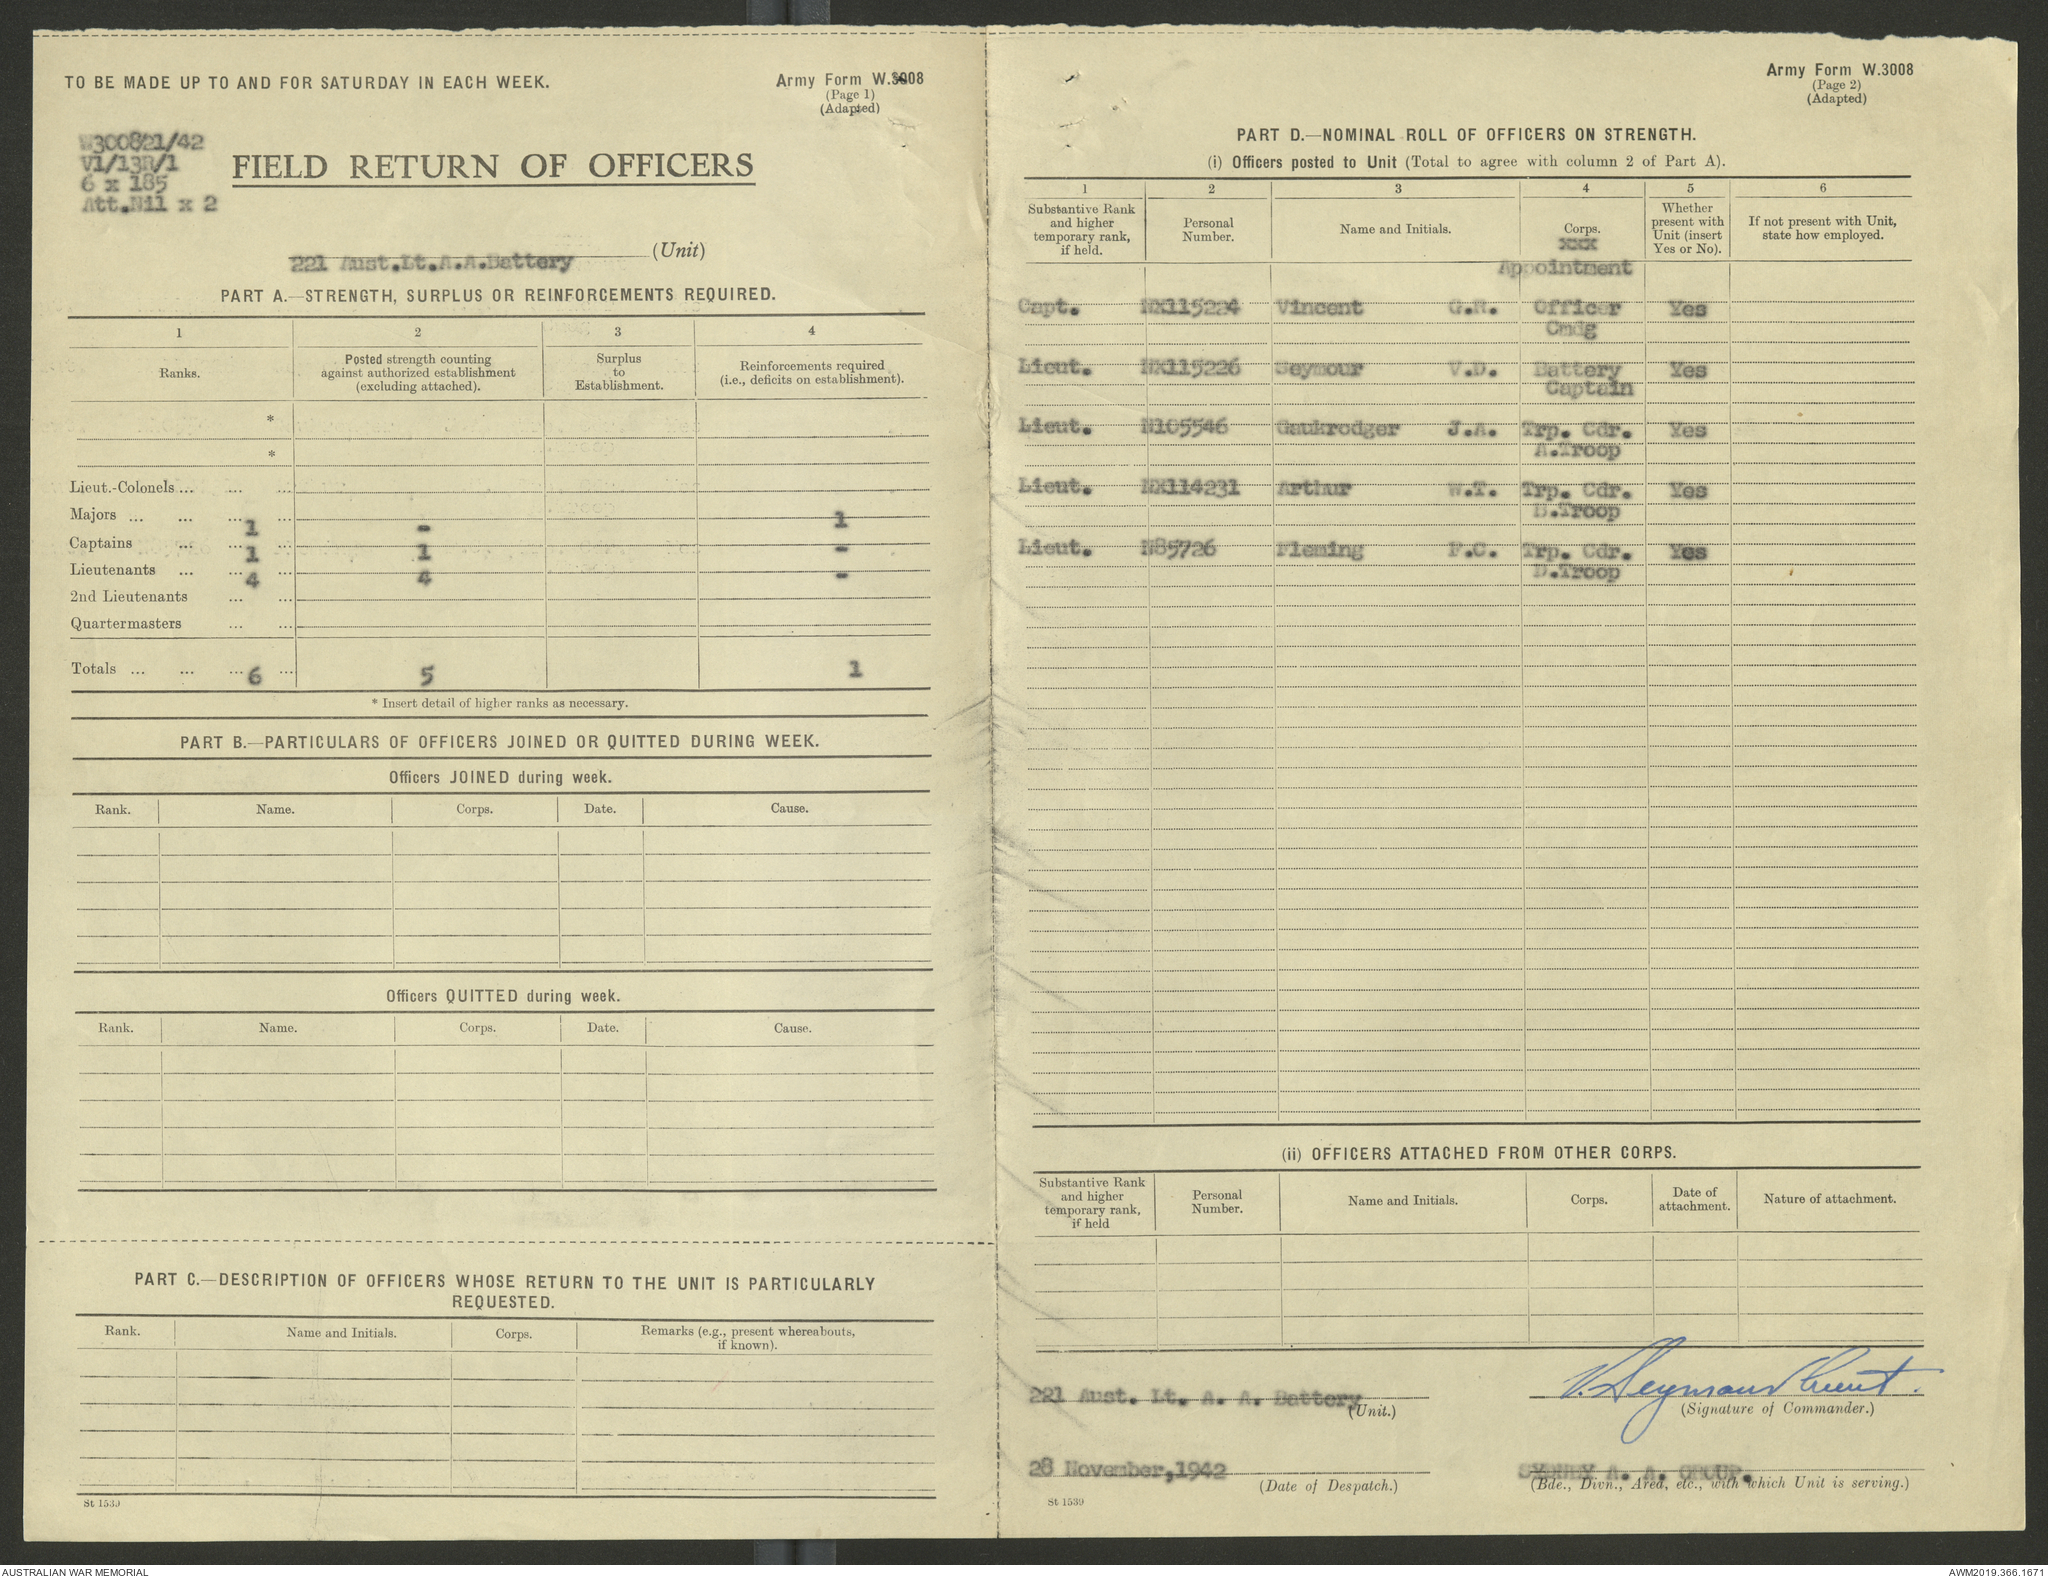 TO BE MADE UP TO AND FOR SATURDAY IN EACH WEEK.
Army Form W.3008
(Page 1)
(Adapted)
W300821/42
V1/13R/1
6 x 185
Att.Nil x 2
FIELD RETURN OF OFFICERS
221 Aust.Lt.A.A.Battery (Unit)
PART A.—STRENGTH, SURPLUS OR REINFORCEMENTS REQUIRED.
1 2 3 4
Ranks. Posted strength counting against authorized establishment (excluding attached). Surplus to Establishment. Reinforcements required (i.e., deficits on establishment).
*
*
Lieut.-Colonels ... ... ...
Majors ... ... ... 1 ... - 1
Captains ... ... 1 ... 1 -
Lieutenants ... ... 4 ... 4 -
2nd Lieutenants ... ...
Quartermasters ... ...
Totals ... ... ... 6 ... 5 1
* Insert detail of higher ranks as necessary.
PART B.—PARTICULARS OF OFFICERS JOINED OR QUITTED DURING WEEK.
Officers JOINED during week.
Rank. Name. Corps. Date. Cause.
Officers QUITTED during week.
Rank. Name. Corps. Date. Cause.
PART C.—DESCRIPTION OF OFFICERS WHOSE RETURN TO THE UNIT IS PARTICULARLY
REQUESTED.
Rank. Name and Initials. Corps. Remarks (e.g., present whereabouts, if known).
St 1539
Army Form W.3008
(Page 2)
(Adapted)
PART D.—NOMINAL ROLL OF OFFICERS ON STRENGTH.
(i) Officers posted to Unit (Total to agree with column 2 of Part A).
1 2 3 4 5 6
Substantive Rank and higher temporary rank, if held. Personal Number. Name and Initials. Corps. Whether present with Unit (insert Yes or No). If not present with Unit, state how employed.
xxx
Appointment
Capt. NX115224 Vincent G.R. Officer Yes
Cmdg
Lieut. NX115226 Seymour V.D. Battery Yes
Captain
Lieut. N105546 Gaukrodger J.A. Trp. Cdr. Yes
A.Troop
Lieut. NX114231 Arthur W.T. Trp. Cdr. Yes
B.Troop
Lieut. N85726 Fleming F.C. Trp. Cdr. Yes
D.Troop
(ii) OFFICERS ATTACHED FROM OTHER CORPS.
Substantive Rank and higher temporary rank, if held Personal Number. Name and Initials. Corps. Date of attachment. Nature of attachment.
221 Aust. Lt. A. A. Battery
(Unit.)
V. Seymour Lieut.
(Signature of Commander.)
28 November,1942
(Date of Despatch.)
SYDNEY A. A. GROUP.
(Bde., Divn., Area, etc., with which Unit is serving.)
St 1539
AUSTRALIAN WAR MEMORIAL
AWM2019.366.1671